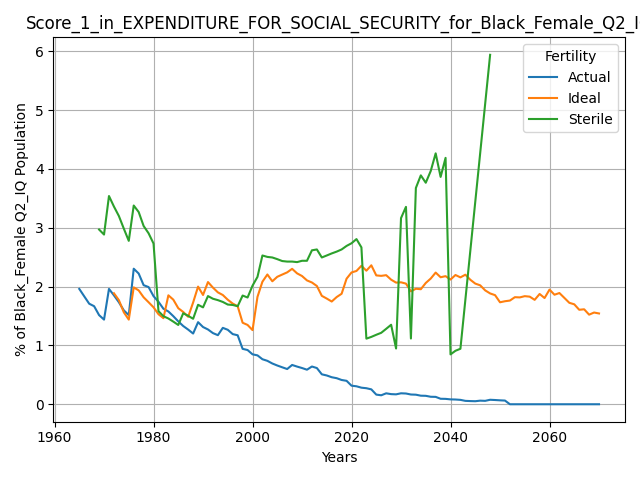 Score_1_in_EXPENDITURE_FOR_SOCIAL_SECURITY_for_Black_Female_Q2_I
6
5
4
3
2
1
0
% of Black_Female Q2_IQ Population
Fertility
Actual
Ideal
Sterile
1960 1980 2000 2020 2040 2060
Years